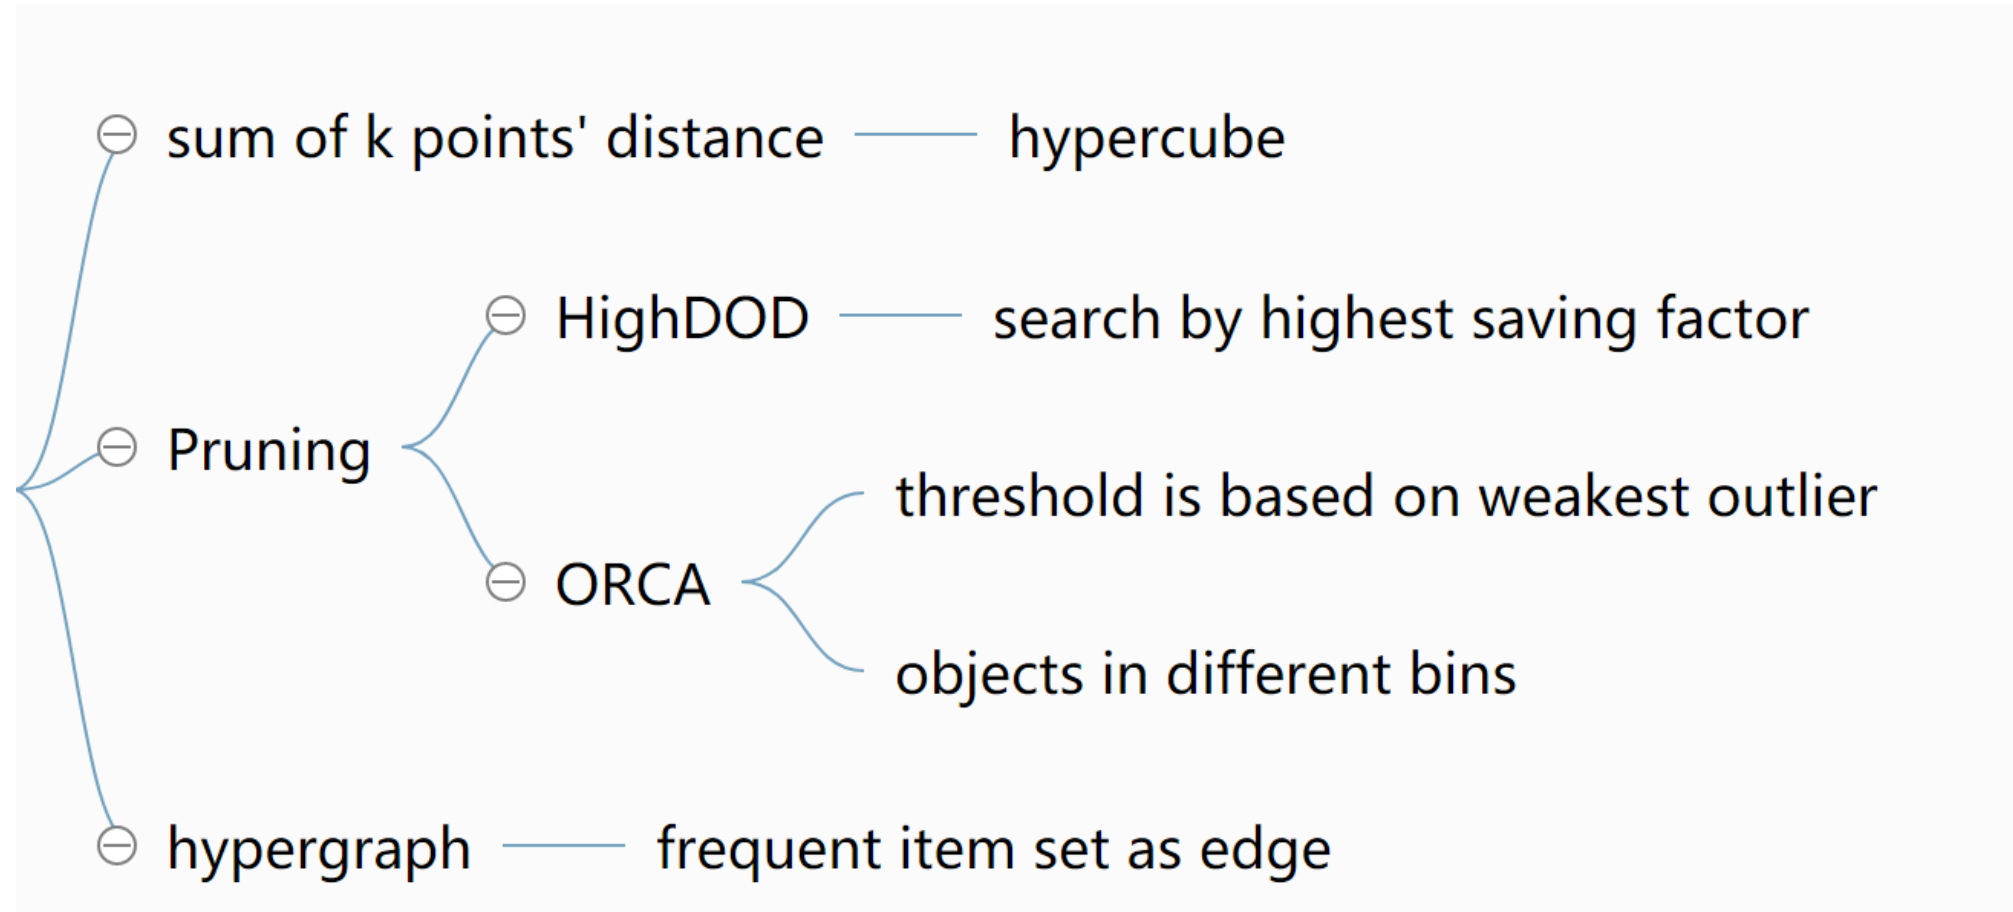 sum of k points' distance
hypercube
HighDOD
search by highest saving factor
Pruning
threshold is based on weakest outlier
ORCA
objects in different bins
hypergraph
frequent item set as edge